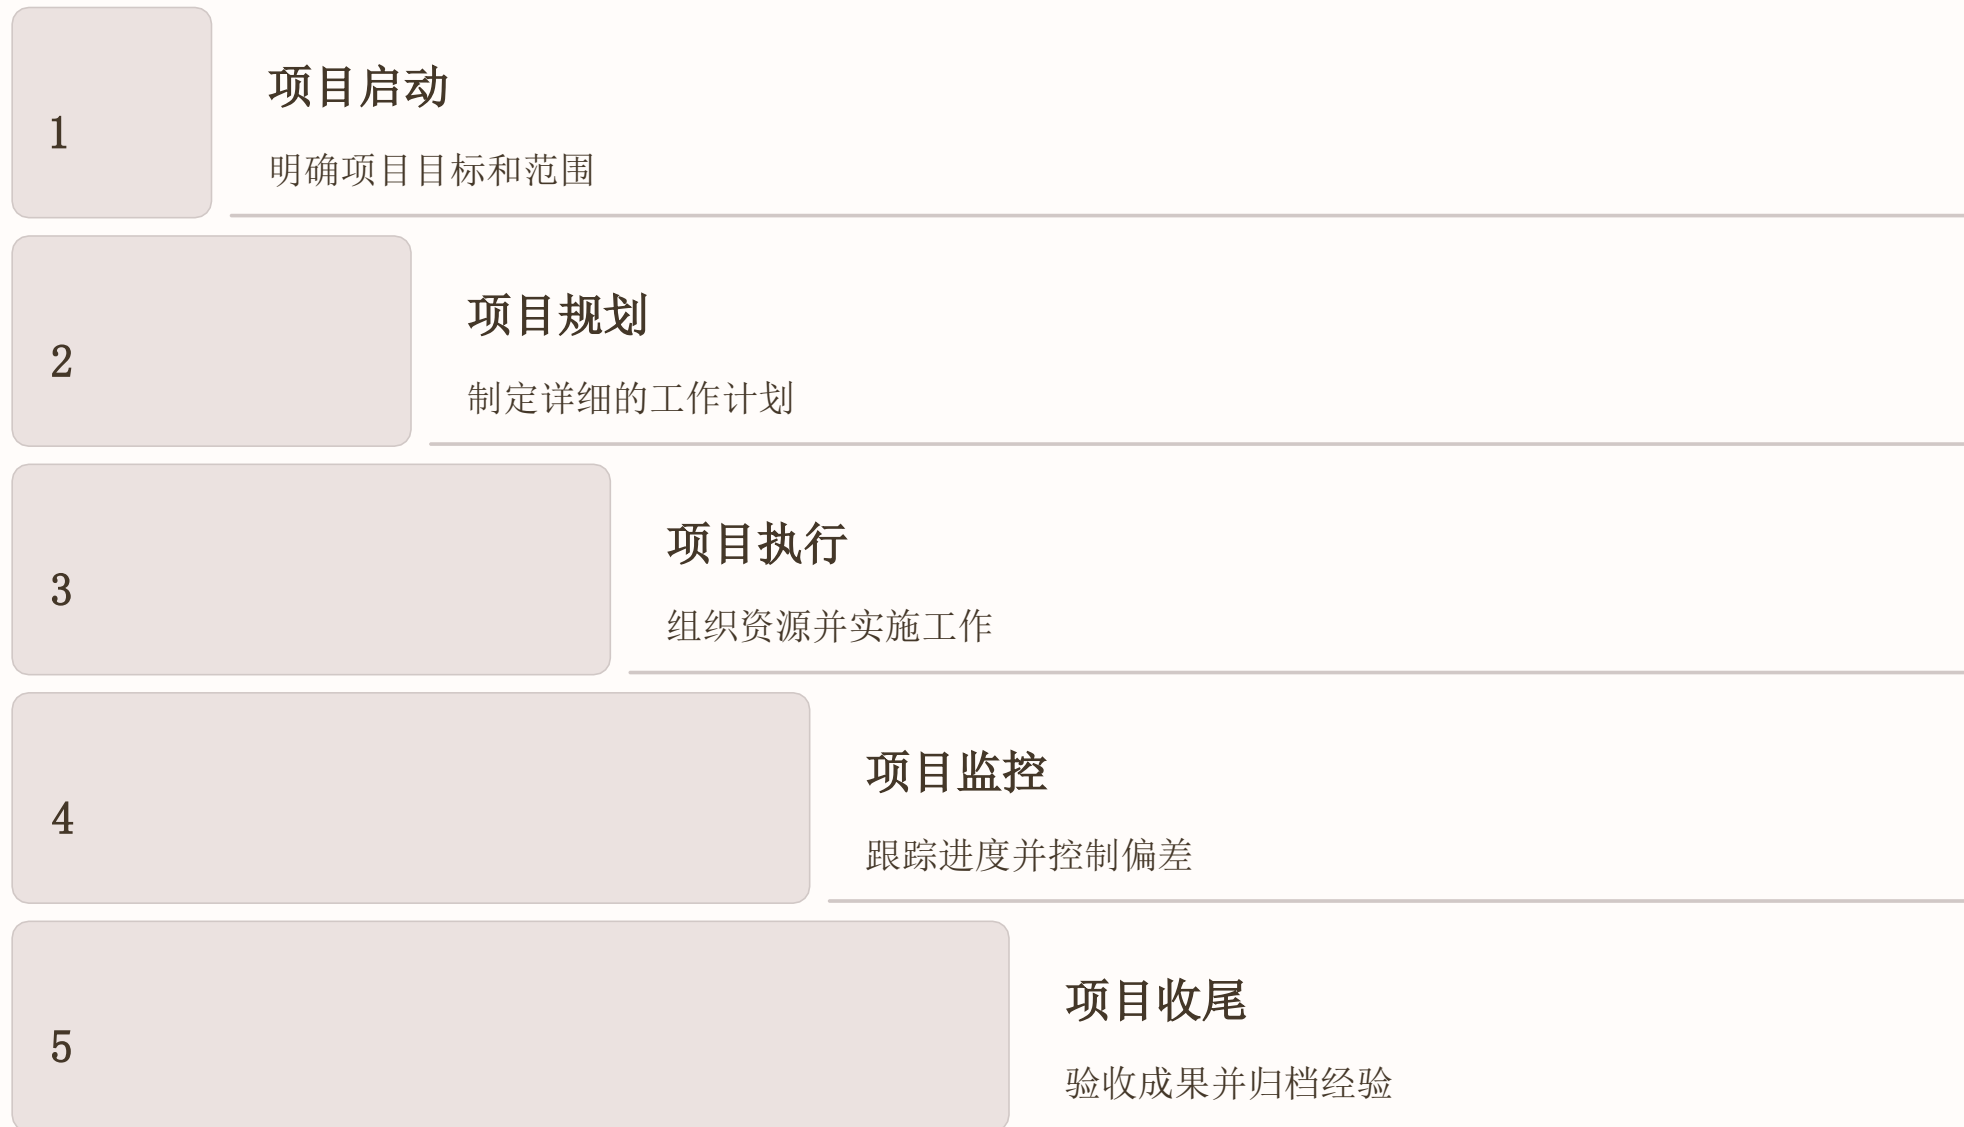 1
项目启动
明确项目目标和范围
2
项目规划
制定详细的工作计划
3
项目执行
组织资源并实施工作
4
项目监控
跟踪进度并控制偏差
5
项目收尾
验收成果并归档经验